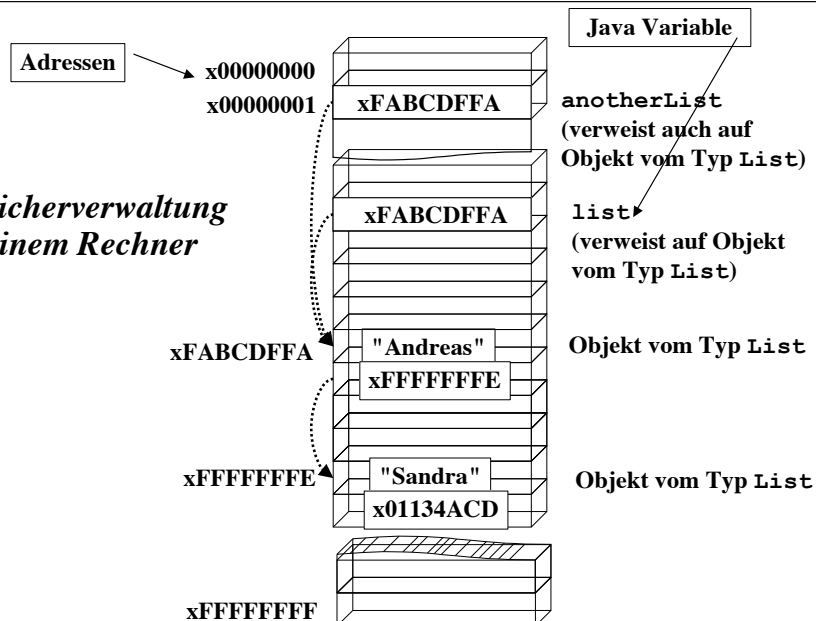 Java Variable
Adressen
x00000000
x00000001
xFABCDFFA
anotherList
(verweist auch auf
Objekt vom Typ List)
icherverwaltung
inem Rechner
xFABCDFFA
list
(verweist auf Objekt
vom Typ List)
xFABCDFFA
"Andreas"
Objekt vom Typ List
xFFFFFFFE
xFFFFFFFE
"Sandra"
Objekt vom Typ List
x01134ACD
xFFFFFFFF